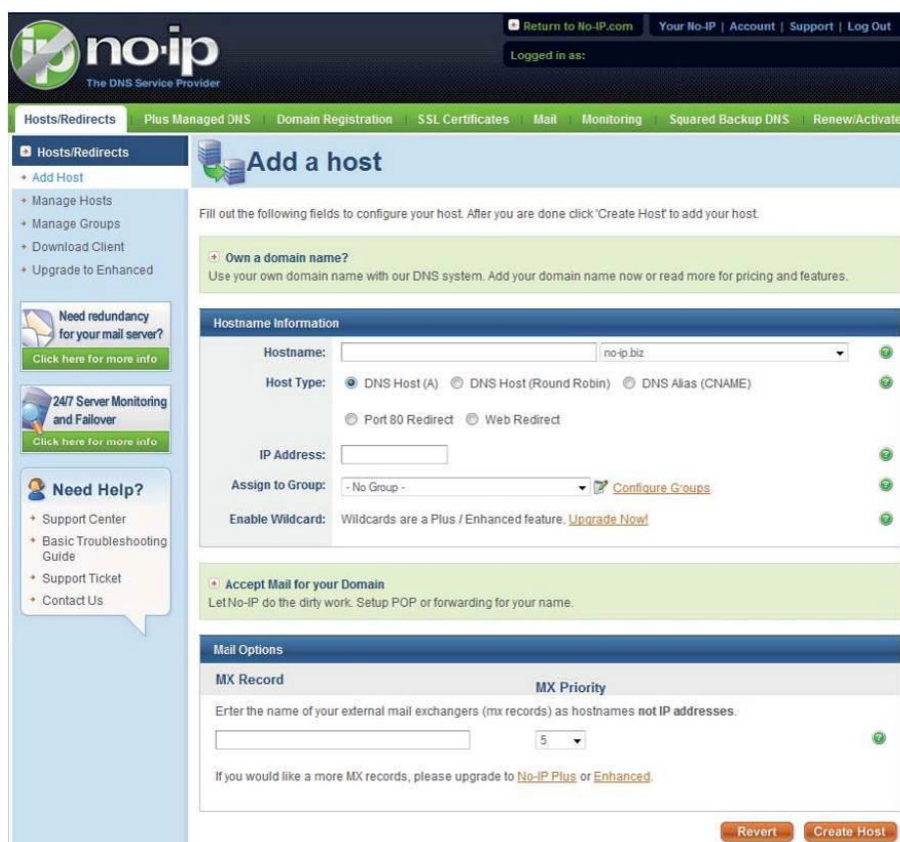 no-ip
The DNS Service Provider
Return to No-IP.com
Your No-IP | Account | Support | Log Out
Logged in as:
Hosts/Redirects
Plus Managed DNS
Domain Registration
SSL Certificates
Mail
Monitoring
Squared Backup DNS
Renew/Activate
Hosts/Redirects
Add Host
Manage Hosts
Manage Groups
Download Client
Upgrade to Enhanced
Need redundancy
for your mail server?
Click here for more info
24/7 Server Monitoring
and Failover
Click here for more info
Need Help?
Support Center
Basic Troubleshooting
Guide
Support Ticket
Contact Us
Add a host
Fill out the following fields to configure your host. After you are done click 'Create Host' to add your host.
Own a domain name?
Use your own domain name with our DNS system. Add your domain name now or read more for pricing and features.
Hostname Information
Hostname:
no-ip.biz
Host Type:
DNS Host (A)
DNS Host (Round Robin)
DNS Alias (CNAME)
Port 80 Redirect
Web Redirect
IP Address:
Assign to Group:
- No Group -
Configure Groups
Enable Wildcard:
Wildcards are a Plus / Enhanced feature. Upgrade Now!
Accept Mail for your Domain
Let No-IP do the dirty work. Setup POP or forwarding for your name.
Mail Options
MX Record
MX Priority
Enter the name of your external mail exchangers (mx records) as hostnames not IP addresses.
5
If you would like a more MX records, please upgrade to No-IP Plus or Enhanced.
Revert
Create Host